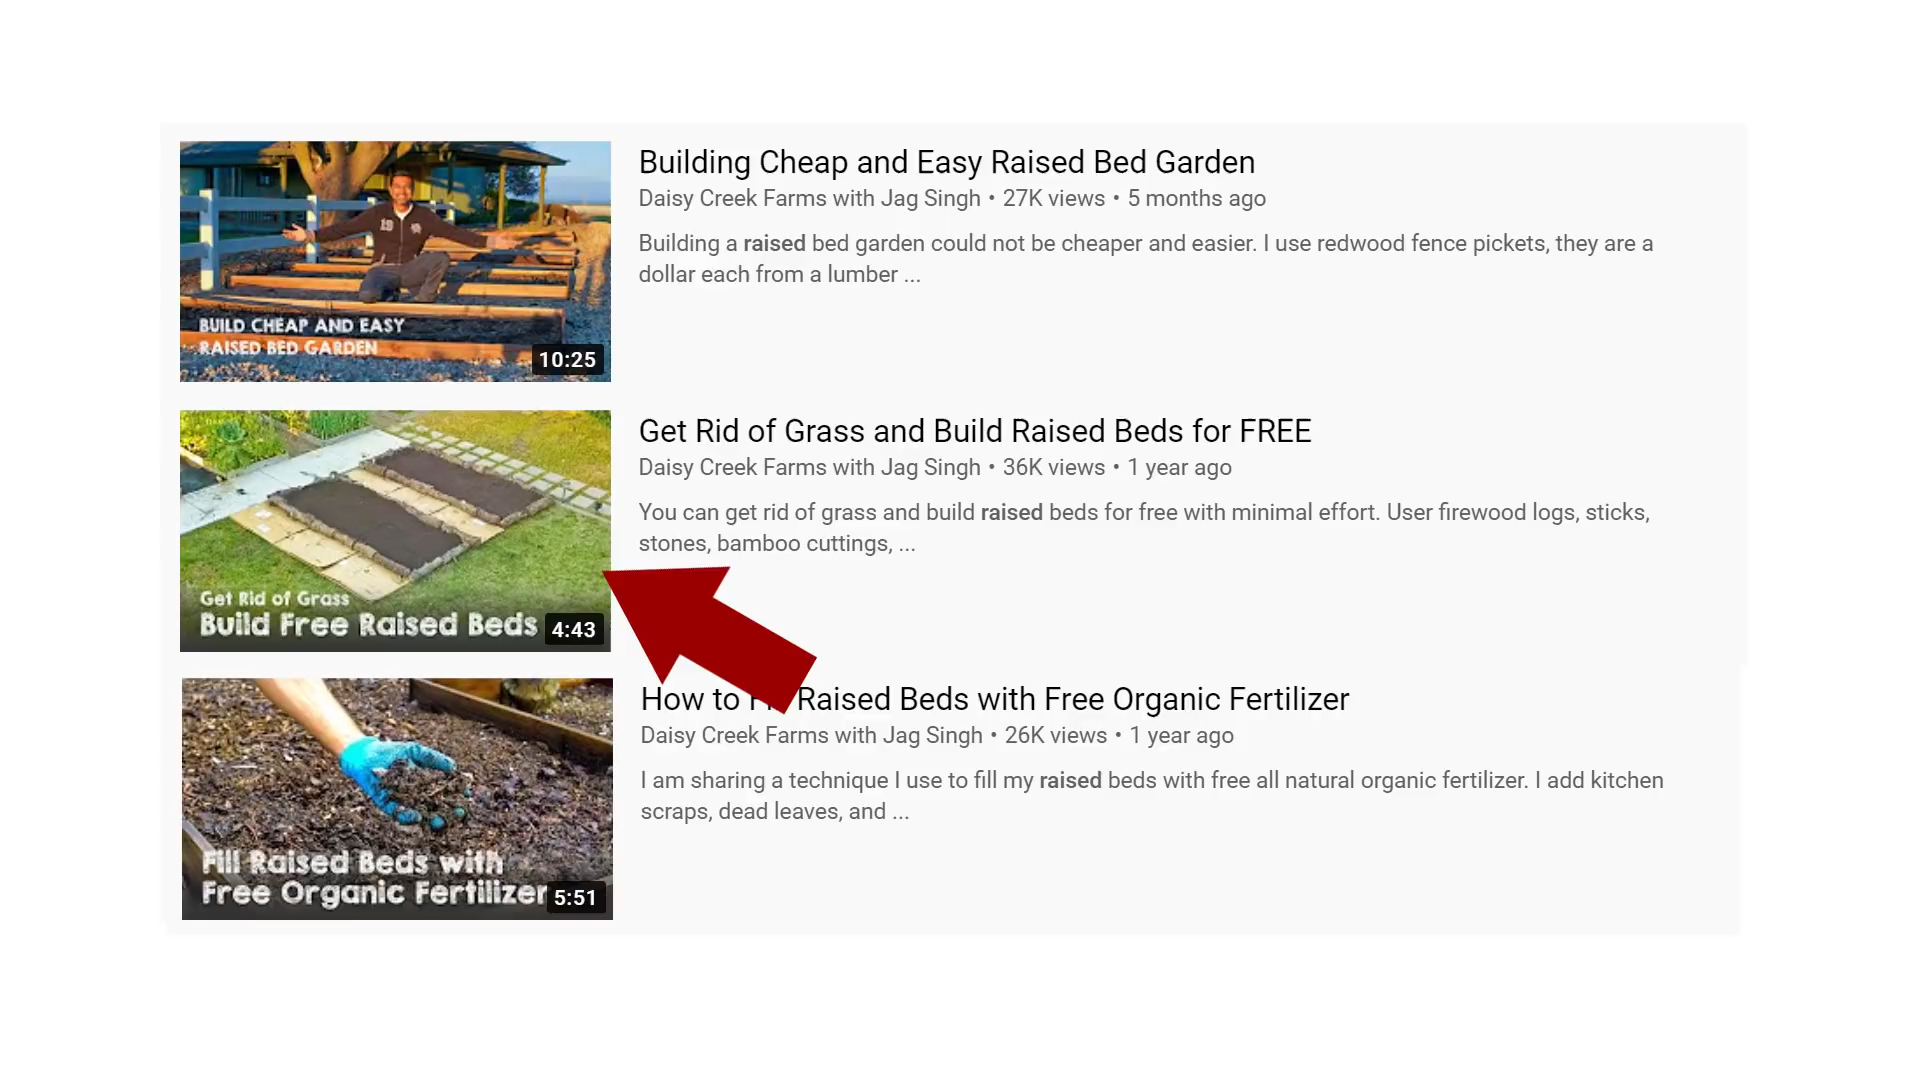 Building Cheap and Easy Raised Bed Garden
Daisy Creek Farms with Jag Singh • 27K views • 5 months ago
Building a raised bed garden could not be cheaper and easier. I use redwood fence pickets, they are a
dollar each from a lumber ...
BUILD CHEAP AND EASY
RAISED BED GARDEN
10:25
Get Rid of Grass and Build Raised Beds for FREE
Daisy Creek Farms with Jag Singh • 36K views • 1 year ago
You can get rid of grass and build raised beds for free with minimal effort. User firewood logs, sticks,
stones, bamboo cuttings, ...
Get Rid of Grass
Build Free Raised Beds
4:43
How to Raised Beds with Free Organic Fertilizer
Daisy Creek Farms with Jag Singh • 26K views • 1 year ago
I am sharing a technique I use to fill my raised beds with free all natural organic fertilizer. I add kitchen
scraps, dead leaves, and ...
Fill Raised Beds with
Free Organic Fertilizer
5:51